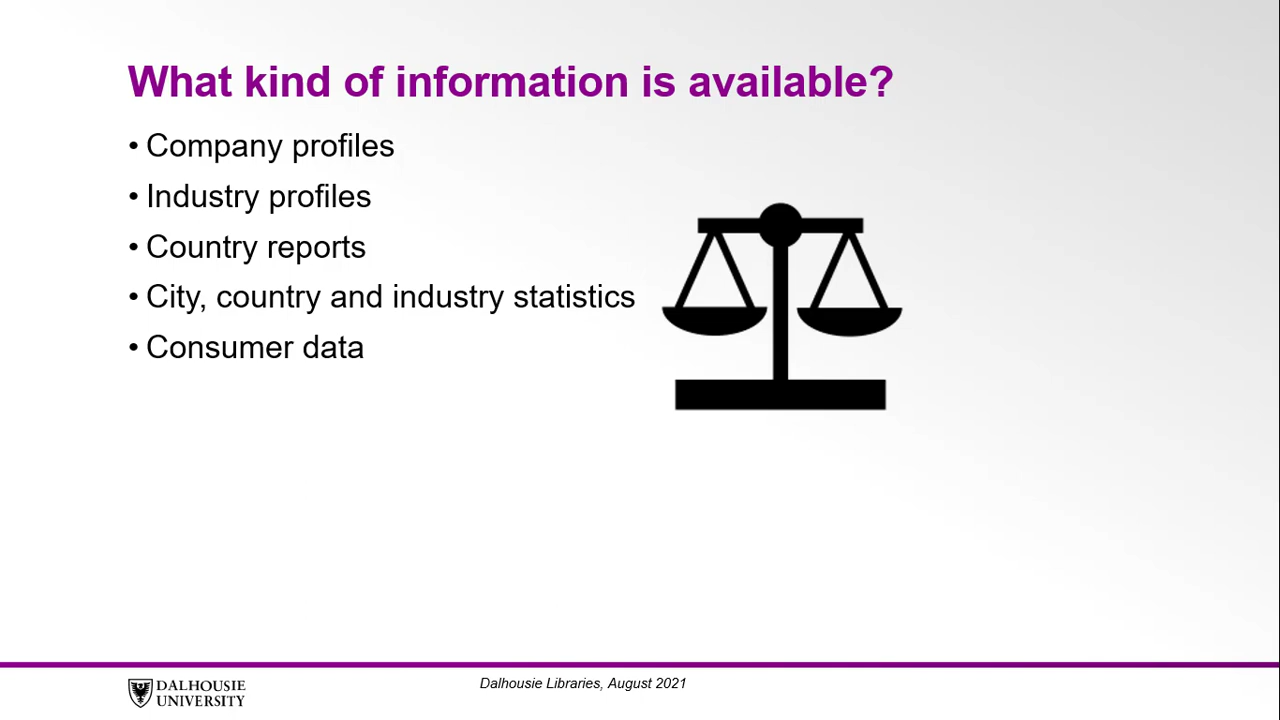 What kind of information is available?
• Company profiles
• Industry profiles
• Country reports
• City, country and industry statistics
• Consumer data
DALHOUSIE
UNIVERSITY
Dalhousie Libraries, August 2021